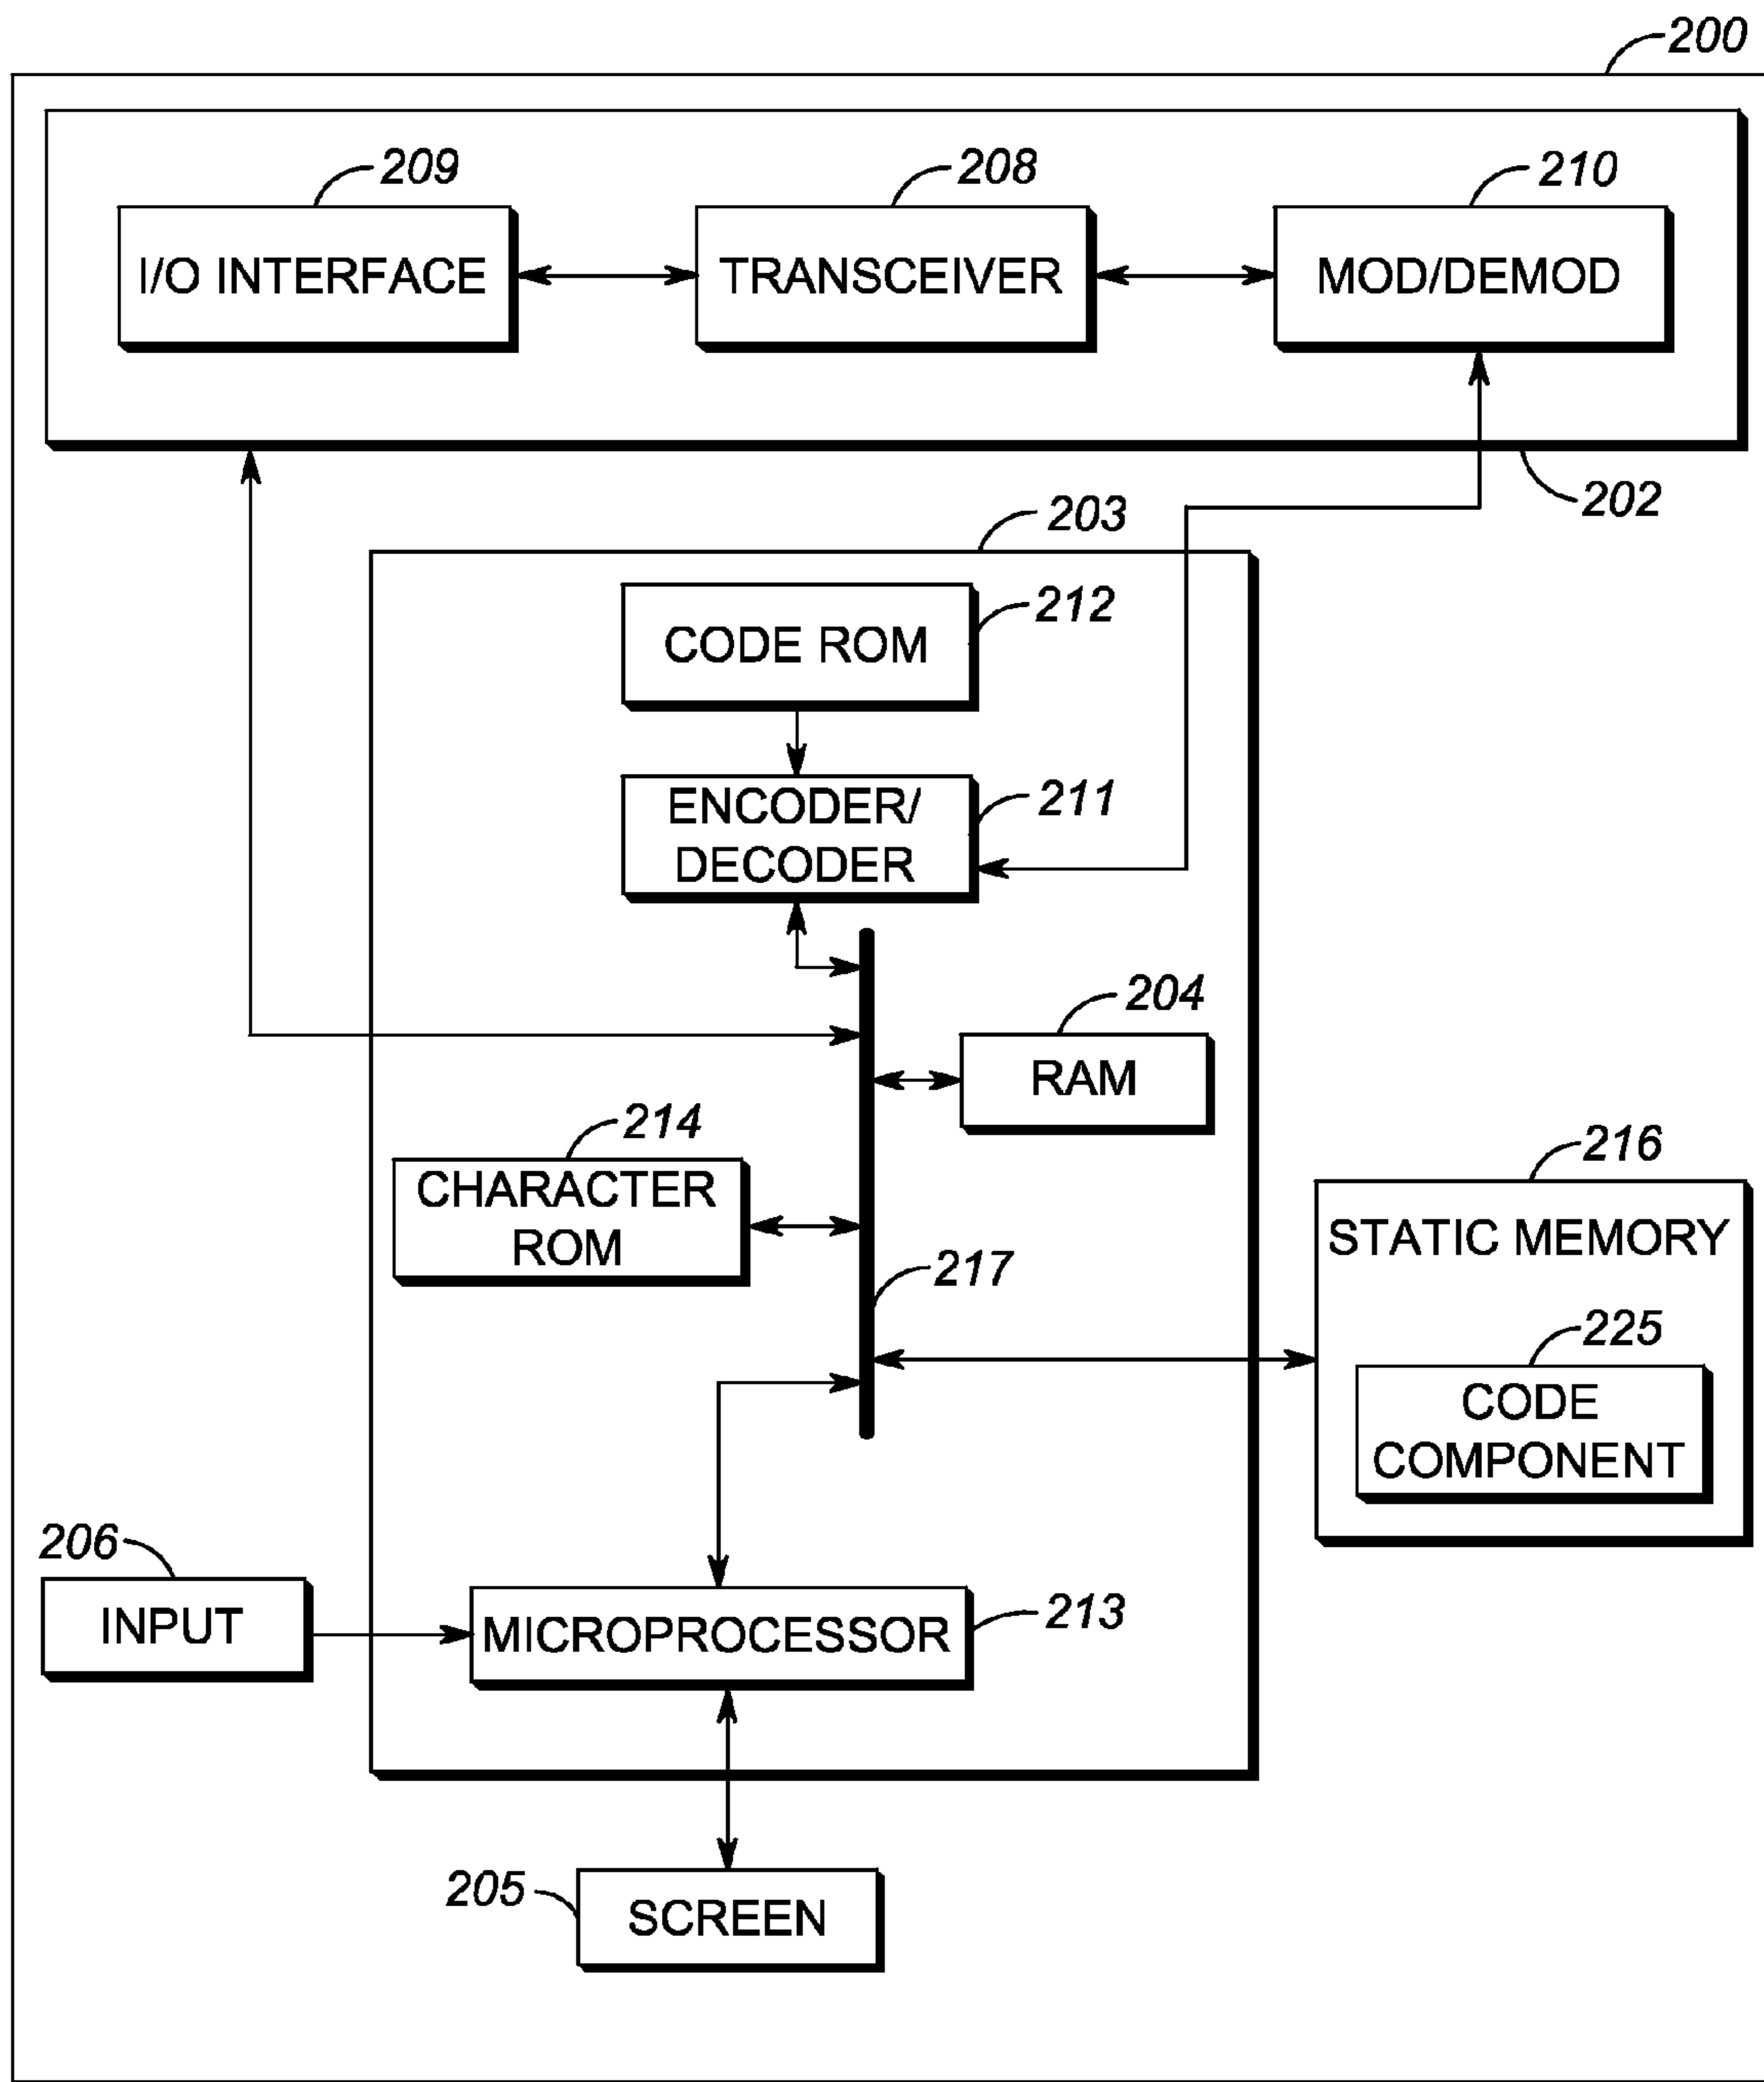 200
209
208
210
I/O INTERFACE
TRANSCEIVER
MOD/DEMOD
202
203
212
CODE ROM
211
ENCODER/
DECODER
204
RAM
214
CHARACTER
ROM
216
STATIC MEMORY
217
225
CODE
COMPONENT
206
INPUT
213
MICROPROCESSOR
205
SCREEN